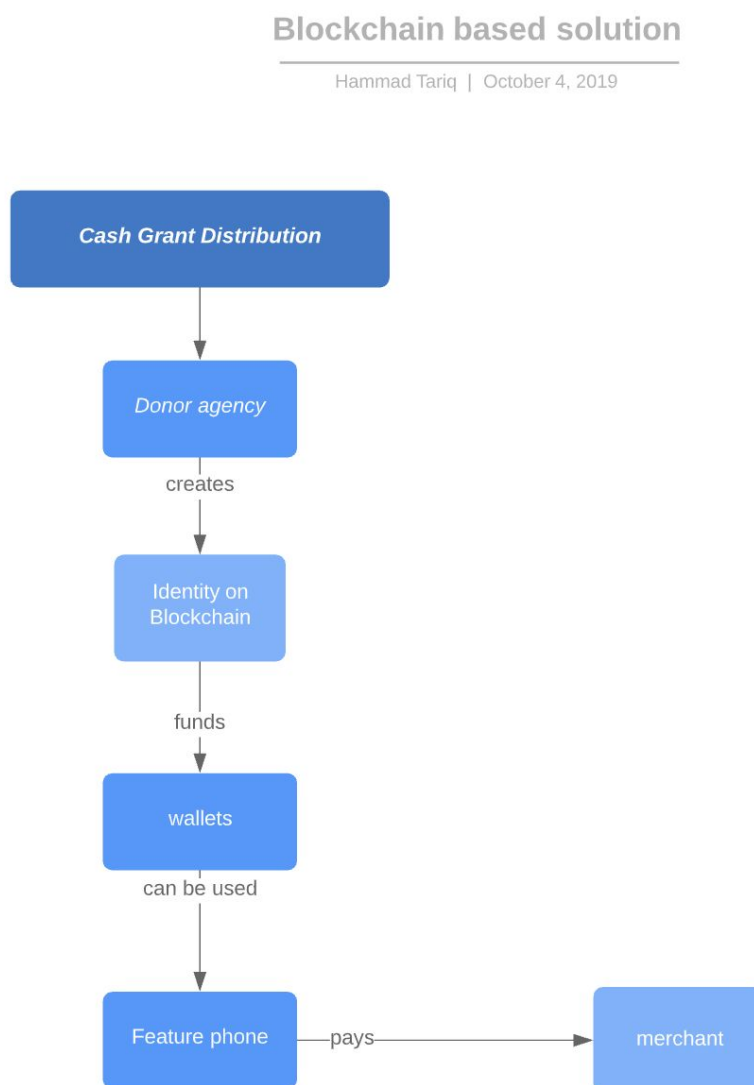 Blockchain based solution
Hammad Tariq | October 4, 2019
Cash Grant Distribution
Donor agency
creates
Identity on
Blockchain
funds
wallets
can be used
Feature phone
pays
merchant